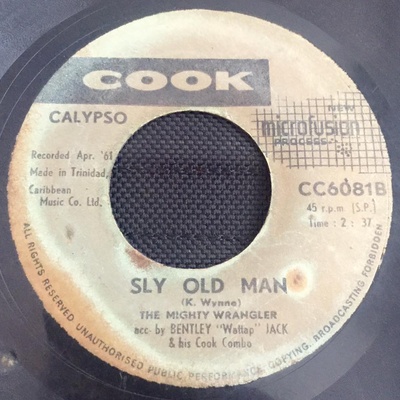 COOK
CALYPSO
NEW
microfusion
PROCESS
Recorded Apr. '61
Made in Trinidad,
Caribbean
Music Co. Ltd.
CC6081B
45 r.p.m (S.P.)
Time : 2 : 37
SLY OLD MAN
(K. Wynne)
THE MIGHTY WRANGLER
acc. by BENTLEY "Wattap" JACK
& his Cook Combo
ALL RIGHTS RESERVED UNAUTHORISED PUBLIC PERFORMANCE, COPYING, BROADCASTING FORBIDDEN